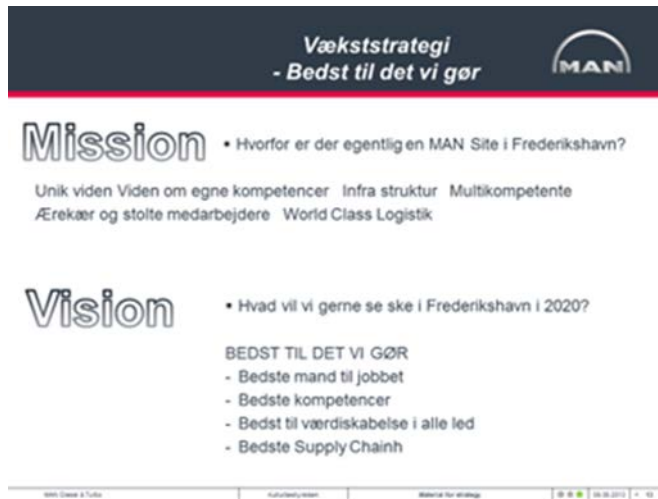 Vækststrategi
- Bedst til det vi gør
MAN
Mission
▪ Hvorfor er der egentlig en MAN Site i Frederikshavn?
Unik viden Viden om egne kompetencer Infra struktur Multikompetente
Ærekær og stolte medarbejdere World Class Logistik
Vision
▪ Hvad vil vi gerne se ske i Frederikshavn i 2020?
BEDST TIL DET VI GØR
- Bedste mand til jobbet
- Bedste kompetencer
- Bedst til værdiskabelse i alle led
- Bedste Supply Chainh
MAN Diesel & Turbo
Material for strategy